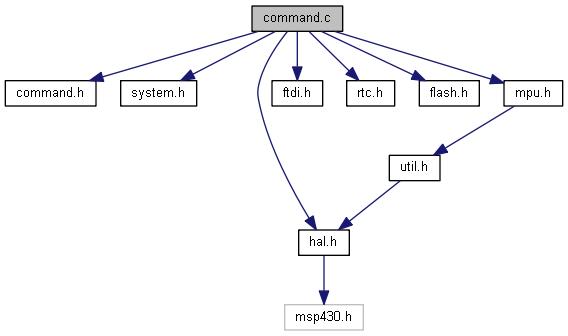 command.c
command.h
system.h
ftdi.h
rtc.h
flash.h
mpu.h
util.h
hal.h
msp430.h